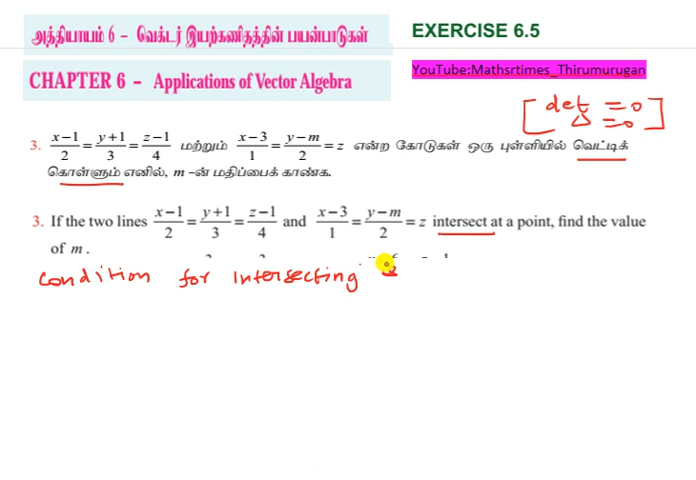 அத்தியாயம் 6 – வெக்டர் இயற்கணிதத்தின் பயன்பாடுகள்
EXERCISE 6.5
CHAPTER 6 – Applications of Vector Algebra
YouTube:Mathsrtimes_Thirumurugan
[det = 0]
Δ = 0
3. (x−1)/2 = (y+1)/3 = (z−1)/4 மற்றும் (x−3)/1 = (y−m)/2 = z என்ற கோடுகள் ஒரு புள்ளியில் வெட்டிக்
கொள்ளும் எனில், m -ன் மதிப்பைக் காண்க.
3. If the two lines (x−1)/2 = (y+1)/3 = (z−1)/4 and (x−3)/1 = (y−m)/2 = z intersect at a point, find the value
of m .
condition for intersecting